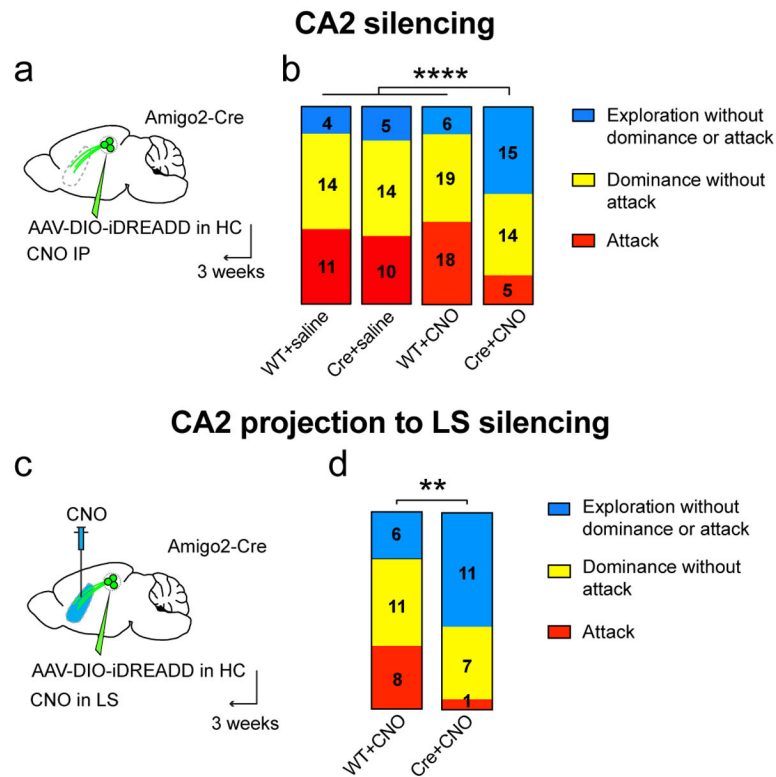 CA2 silencing
a
Amigo2-Cre
AAV-DIO-iDREADD in HC
CNO IP
3 weeks
b
****
4
5
6
15
14
14
19
14
11
10
18
5
WT+saline
Cre+saline
WT+CNO
Cre+CNO
Exploration without
dominance or attack
Dominance without
attack
Attack
CA2 projection to LS silencing
c
CNO
Amigo2-Cre
AAV-DIO-iDREADD in HC
CNO in LS
3 weeks
d
**
6
11
11
7
8
1
WT+CNO
Cre+CNO
Exploration without
dominance or attack
Dominance without
attack
Attack